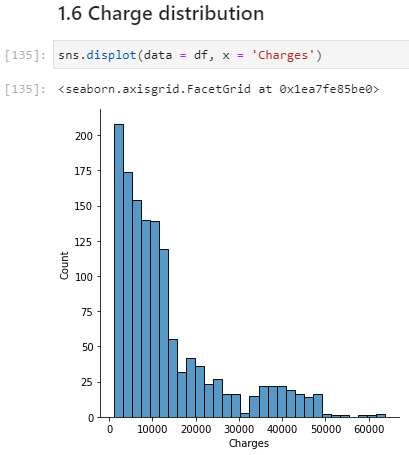 1.6 Charge distribution
[135]: sns.displot(data = df, x = 'Charges')
[135]: <seaborn.axisgrid.FacetGrid at 0x1ea7fe85be0>
200
175
150
125
100
75
50
25
0
Count
0 10000 20000 30000 40000 50000 60000
Charges